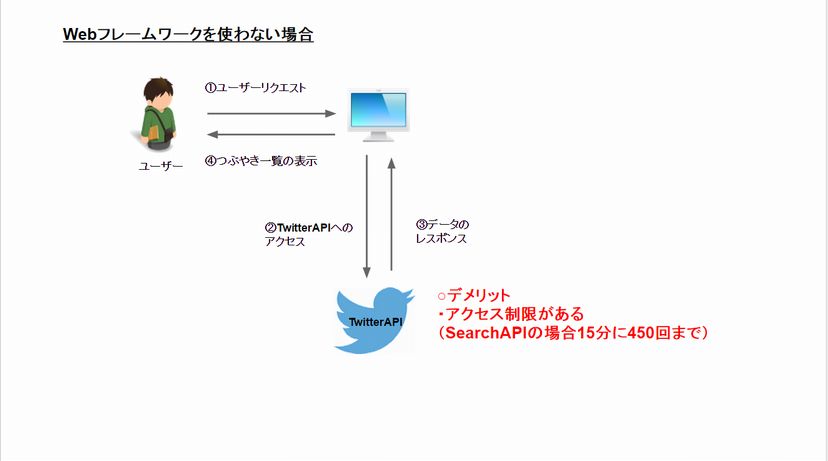 Webフレームワークを使わない場合
①ユーザーリクエスト
ユーザー
④つぶやき一覧の表示
②TwitterAPIへの
アクセス
③データの
レスポンス
TwitterAPI
○デメリット
・アクセス制限がある
（SearchAPIの場合15分に450回まで）